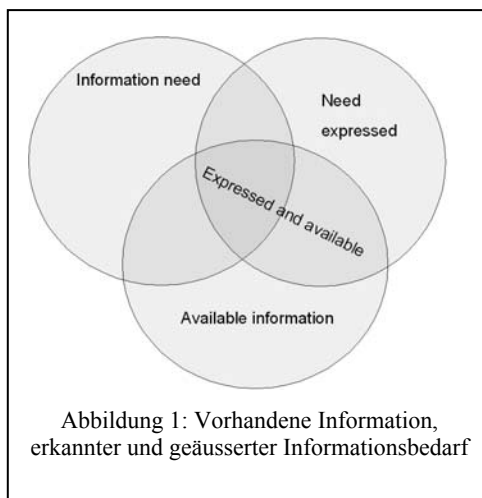 Information need
Need
expressed
Expressed and available
Available information
Abbildung 1: Vorhandene Information,
erkannter und geäusserter Informationsbedarf